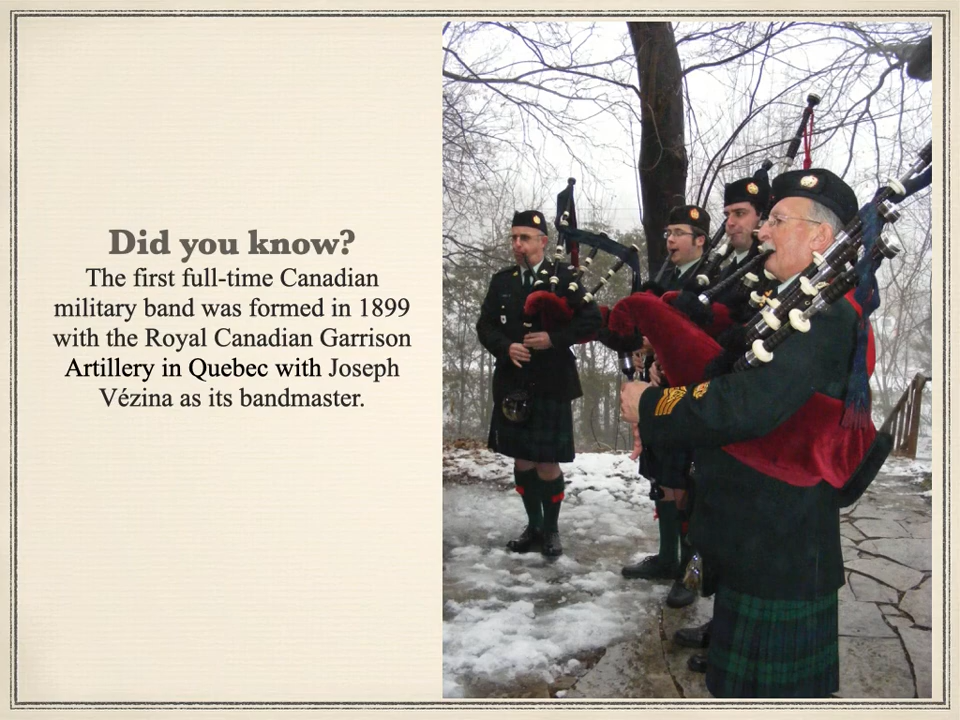 Did you know?
The first full-time Canadian
military band was formed in 1899
with the Royal Canadian Garrison
Artillery in Quebec with Joseph
Vézina as its bandmaster.